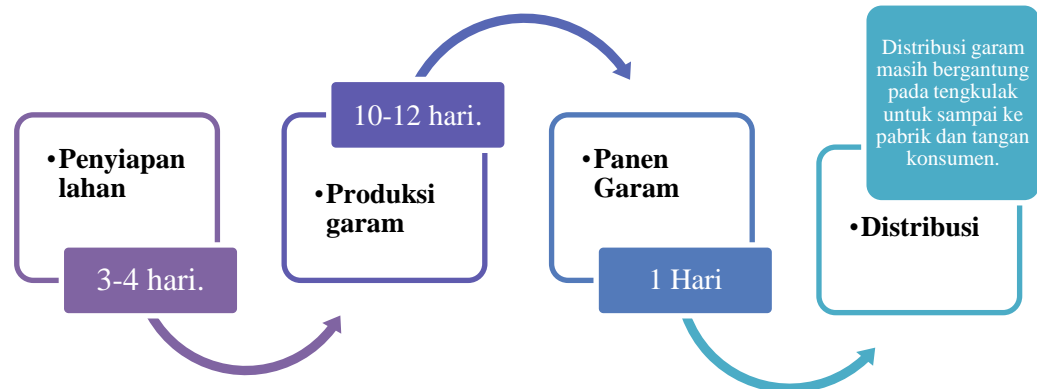 •Penyiapan
lahan
3-4 hari.
10-12 hari.
•Produksi
garam
•Panen
Garam
1 Hari
Distribusi garam
masih bergantung
pada tengkulak
untuk sampai ke
pabrik dan tangan
konsumen.
•Distribusi